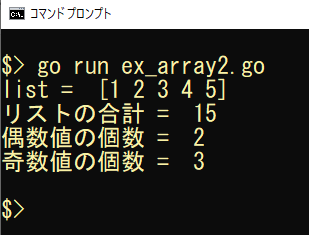 コマンドプロンプト
$> go run ex_array2.go
list =  [1 2 3 4 5]
リストの合計 =  15
偶数値の個数 =  2
奇数値の個数 =  3
$>